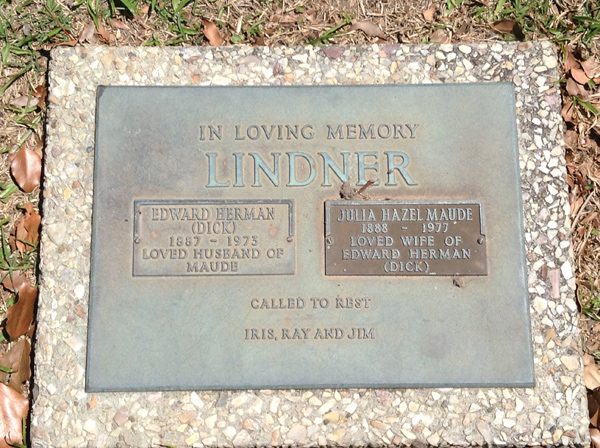 IN LOVING MEMORY
LINDNER
EDWARD HERMAN
(DICK)
1887 - 1973
LOVED HUSBAND OF
MAUDE
JULIA HAZEL MAUDE
1888 - 1977
LOVED WIFE OF
EDWARD HERMAN
(DICK)
CALLED TO REST
IRIS, RAY AND JIM